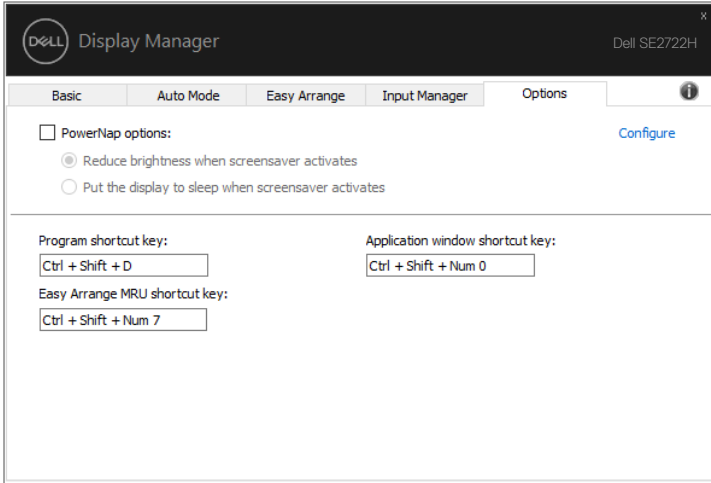 x
DELL Display Manager
Dell SE2722H
Basic Auto Mode Easy Arrange Input Manager Options
PowerNap options: Configure
Reduce brightness when screensaver activates
Put the display to sleep when screensaver activates
Program shortcut key: Application window shortcut key:
Ctrl + Shift + D Ctrl + Shift + Num 0
Easy Arrange MRU shortcut key:
Ctrl + Shift + Num 7